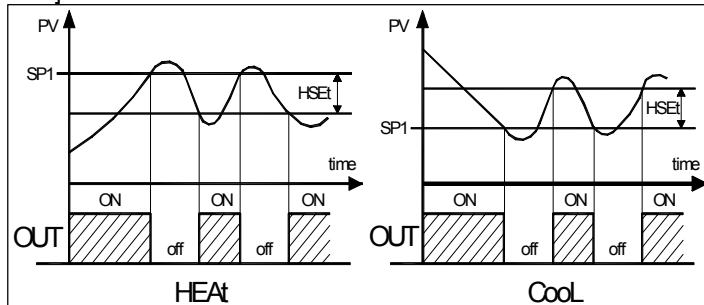 PV
SP1
HSEt
time
ON
ON
ON
OUT
off
off
HEAt
PV
HSEt
SP1
time
ON
ON
ON
OUT
off
off
CooL